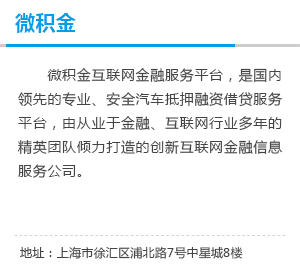 微积金
微积金互联网金融服务平台，是国内
领先的专业、安全汽车抵押融资借贷服务
平台，由从业于金融、互联网行业多年的
精英团队倾力打造的创新互联网金融信息
服务公司。
地址：上海市徐汇区浦北路7号中星城8楼